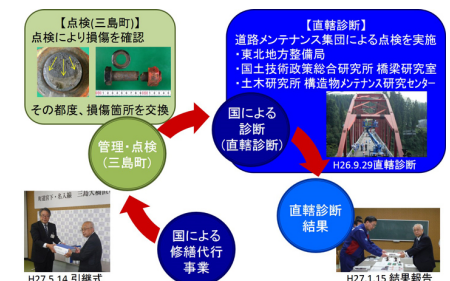 【点検(三島町)】
点検により損傷を確認
その都度、損傷箇所を交換
管理・点検
(三島町)
【直轄診断】
道路メンテナンス集団による点検を実施
・東北地方整備局
・国土技術政策総合研究所 橋梁研究室
・土木研究所 構造物メンテナンス研究センター
国による
診断
(直轄診断)
H26.9.29直轄診断
直轄診断
結果
国による
修繕代行
事業
H27.5.14 引継式
H27.1.15 結果報告